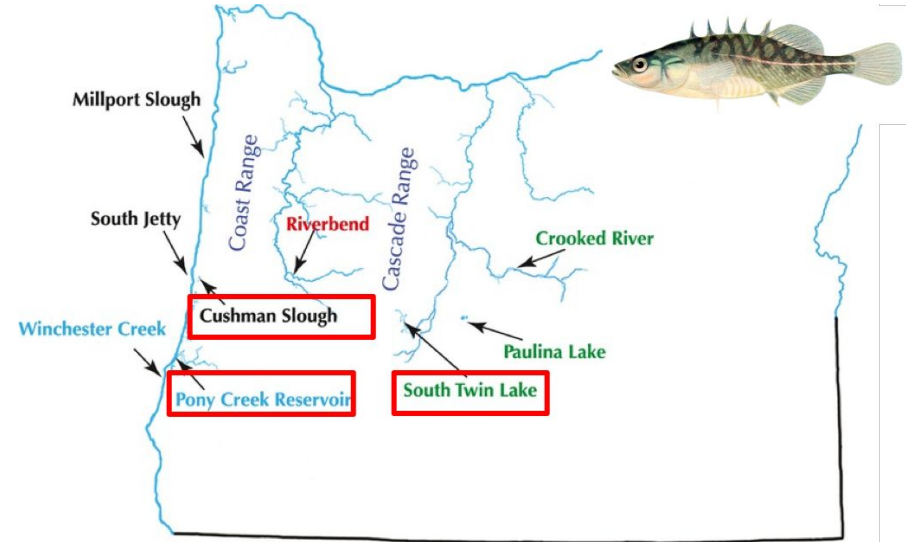 Millport Slough
Coast Range
South Jetty
Riverbend
Cascade Range
Crooked River
Cushman Slough
Winchester Creek
Paulina Lake
South Twin Lake
Pony Creek Reservoir